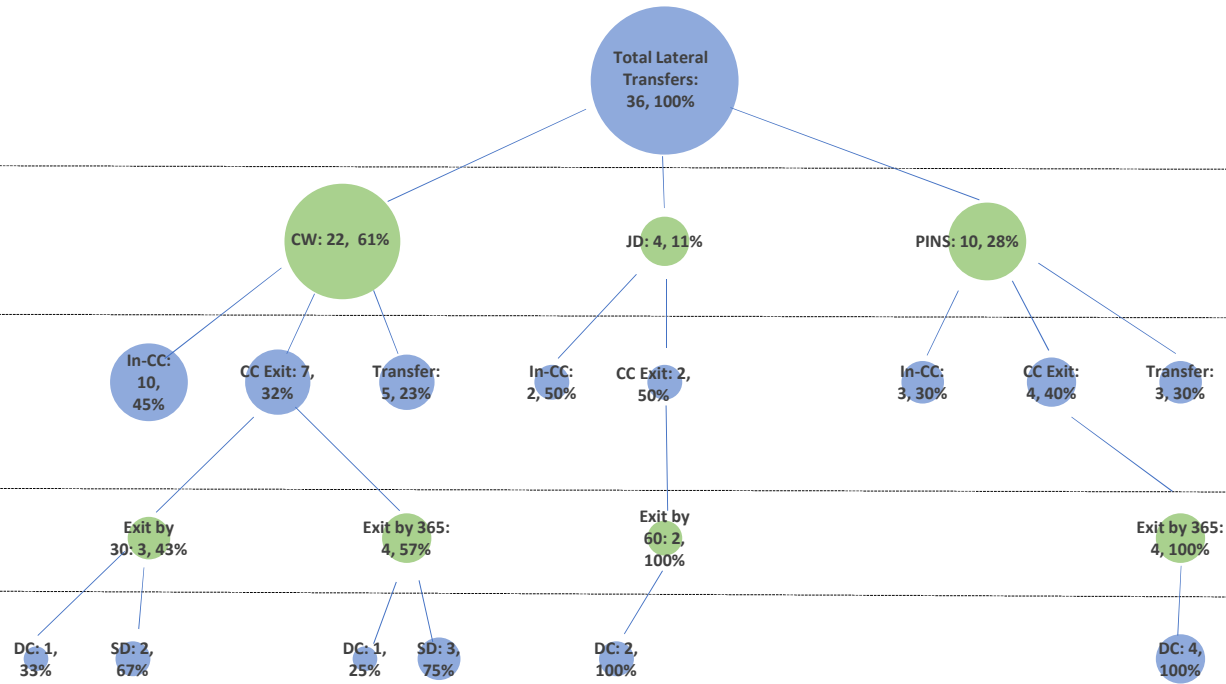 Total Lateral
Transfers:
36, 100%
CW: 22,  61%
JD: 4, 11%
PINS: 10, 28%
In-CC:
10,
45%
CC Exit: 7,
32%
Transfer:
5, 23%
In-CC:
2, 50%
CC Exit: 2,
50%
In-CC:
3, 30%
CC Exit:
4, 40%
Transfer:
3, 30%
Exit by
30: 3, 43%
Exit by 365:
4, 57%
Exit by
60: 2,
100%
Exit by 365:
4, 100%
DC: 1,
33%
SD: 2,
67%
DC: 1,
25%
SD: 3,
75%
DC: 2,
100%
DC: 4,
100%